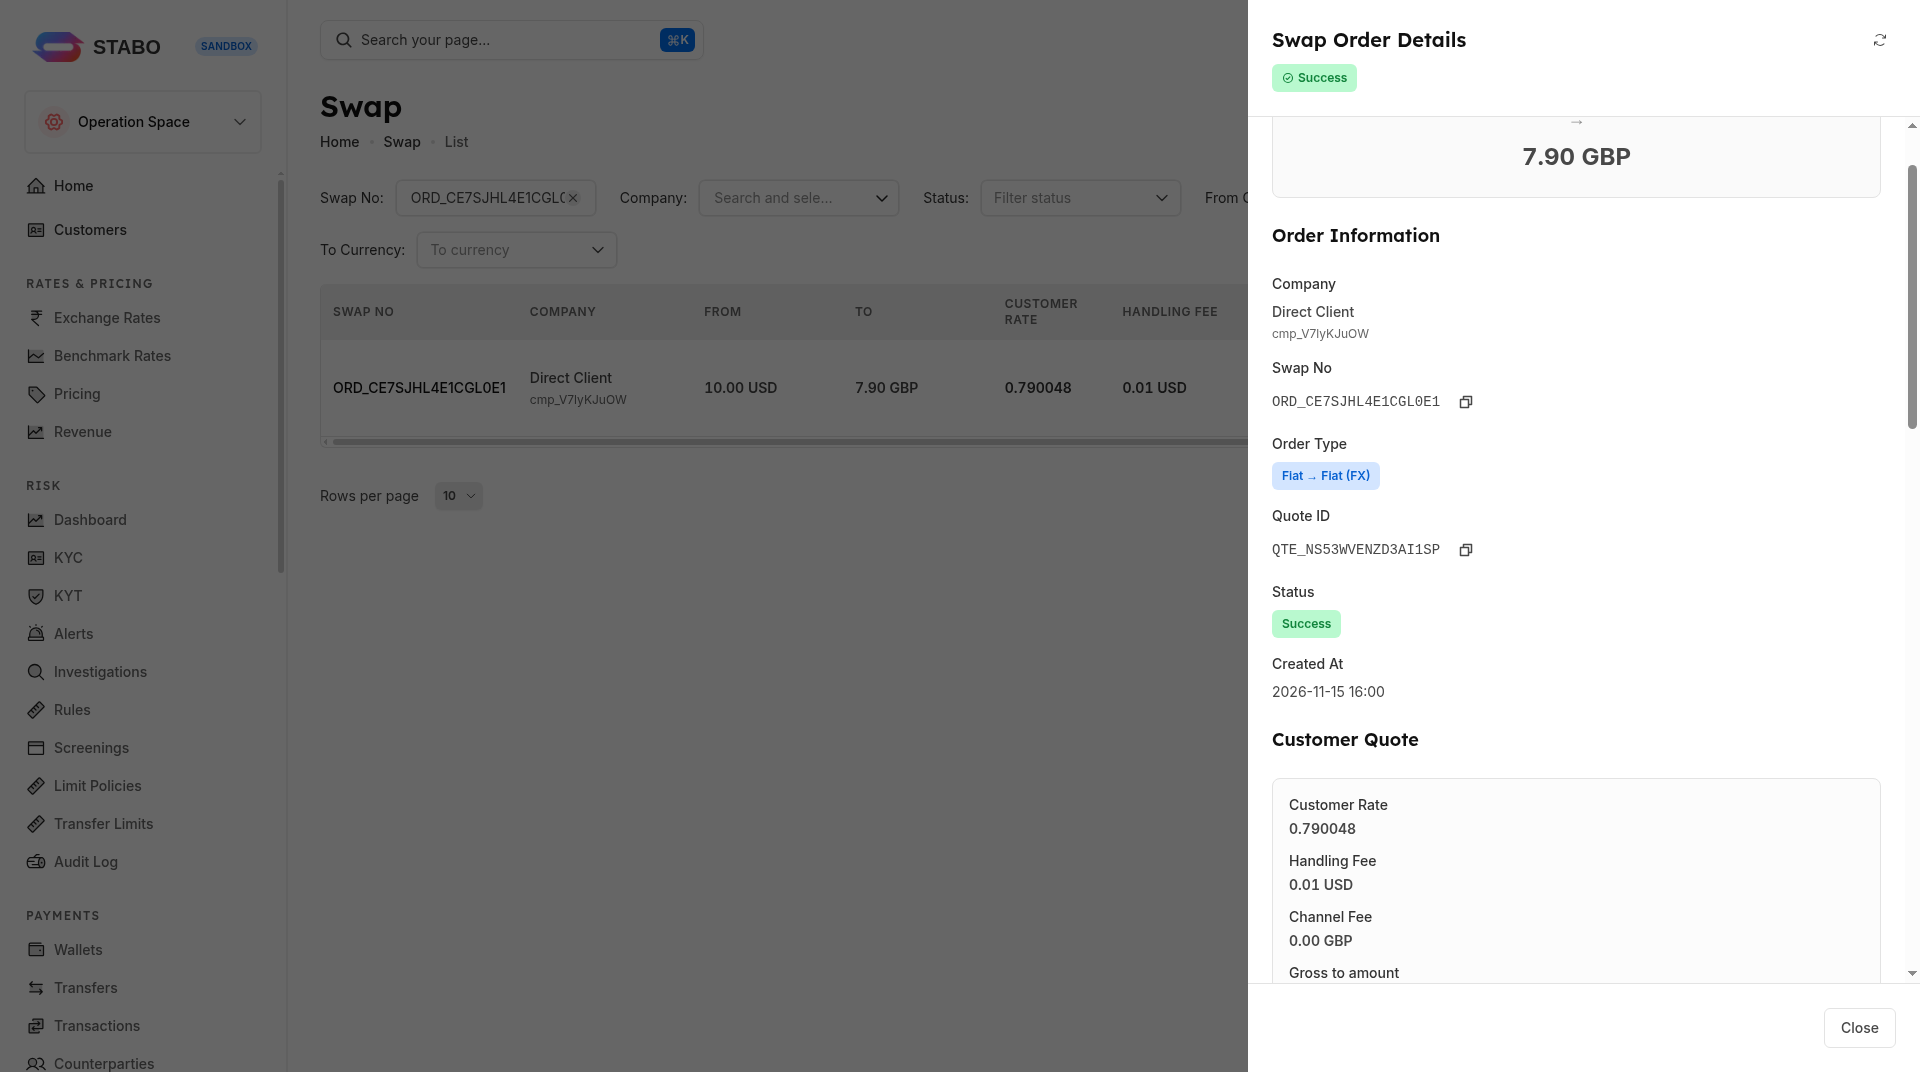 STABO
SANDBOX
Operation Space
Home
Customers
RATES & PRICING
Exchange Rates
Benchmark Rates
Pricing
Revenue
RISK
Dashboard
KYC
KYT
Alerts
Investigations
Rules
Screenings
Limit Policies
Transfer Limits
Audit Log
PAYMENTS
Wallets
Transfers
Transactions
Counterparties
Search your page...
⌘K
Swap
Home • Swap • List
Swap No: ORD_CE7SJHL4E1CGL0 Company: Search and sele... Status: Filter status From C
To Currency: To currency
SWAP NO COMPANY FROM TO CUSTOMER RATE HANDLING FEE
ORD_CE7SJHL4E1CGL0E1 Direct Client 10.00 USD 7.90 GBP 0.790048 0.01 USD
cmp_V7lyKJuOW
Rows per page 10
Swap Order Details
Success
→
7.90 GBP
Order Information
Company
Direct Client
cmp_V7lyKJuOW
Swap No
ORD_CE7SJHL4E1CGL0E1
Order Type
Fiat → Fiat (FX)
Quote ID
QTE_NS53WVENZD3AI1SP
Status
Success
Created At
2026-11-15 16:00
Customer Quote
Customer Rate
0.790048
Handling Fee
0.01 USD
Channel Fee
0.00 GBP
Gross to amount
Close